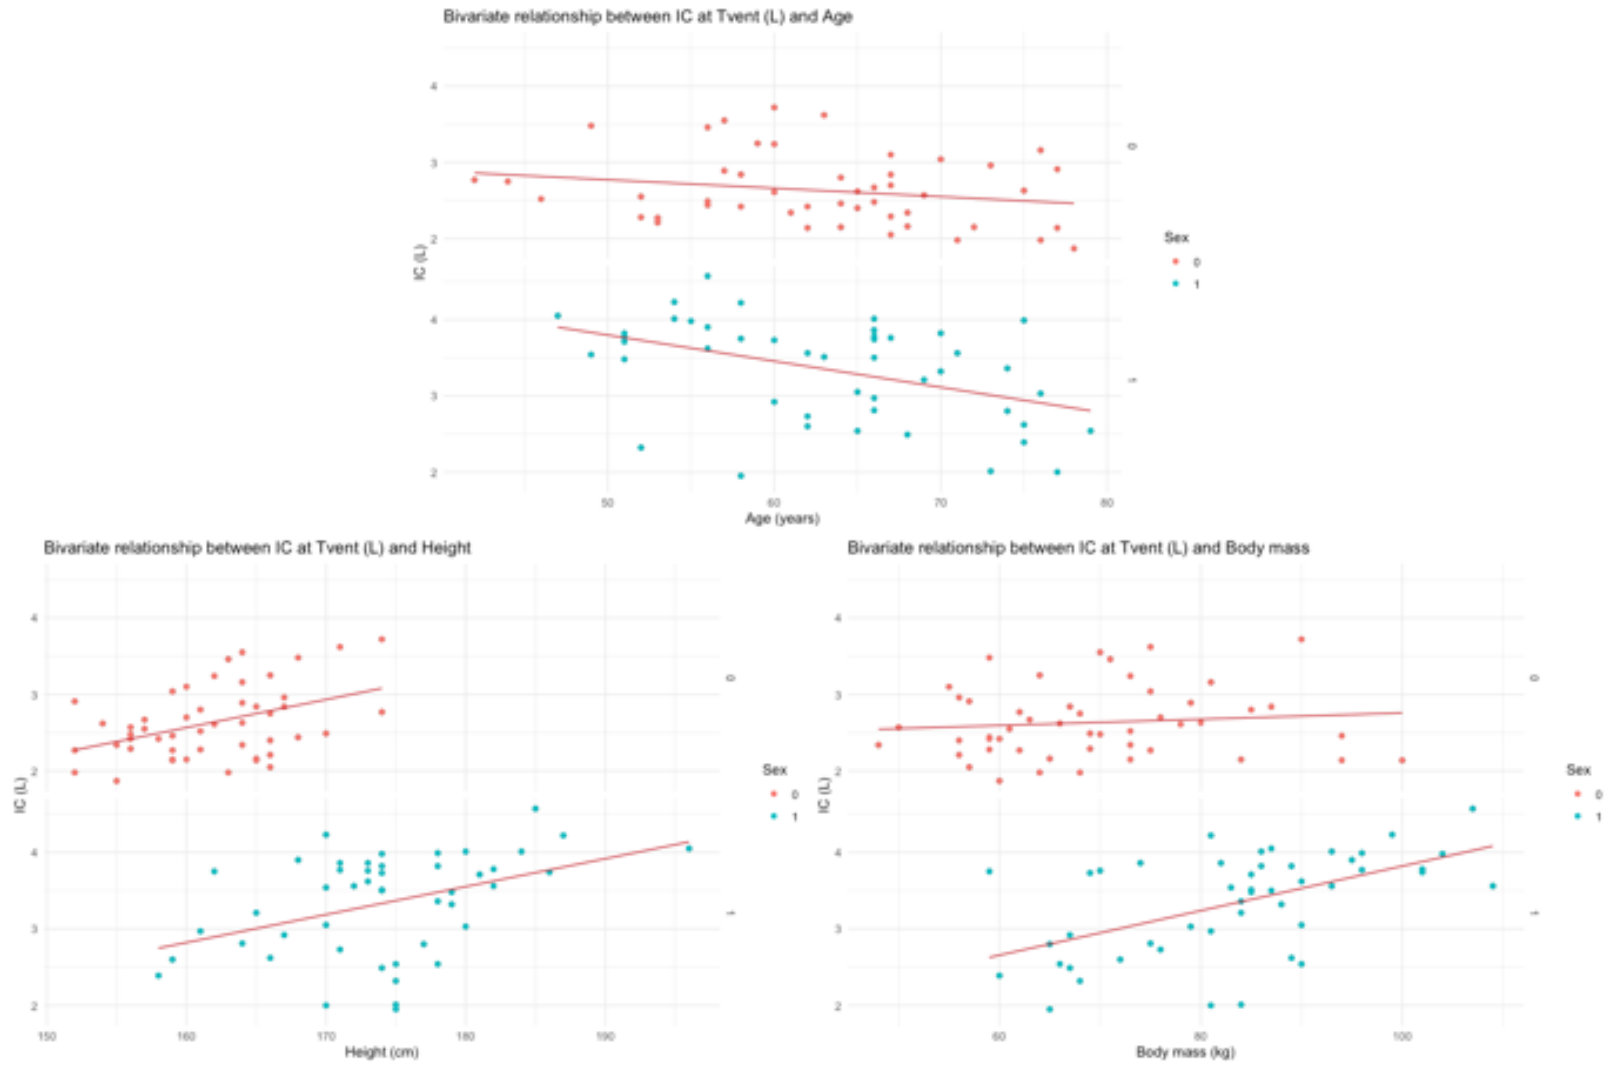 Bivariate relationship between IC at Tvent (L) and Age
4
3
2
0
IC (L)
4
3
2
1
50 60 70 80
Age (years)
Sex
0
1
Bivariate relationship between IC at Tvent (L) and Height
4
3
2
0
IC (L)
4
3
2
1
150 160 170 180 190
Height (cm)
Sex
0
1
Bivariate relationship between IC at Tvent (L) and Body mass
4
3
2
0
IC (L)
4
3
2
1
60 80 100
Body mass (kg)
Sex
0
1